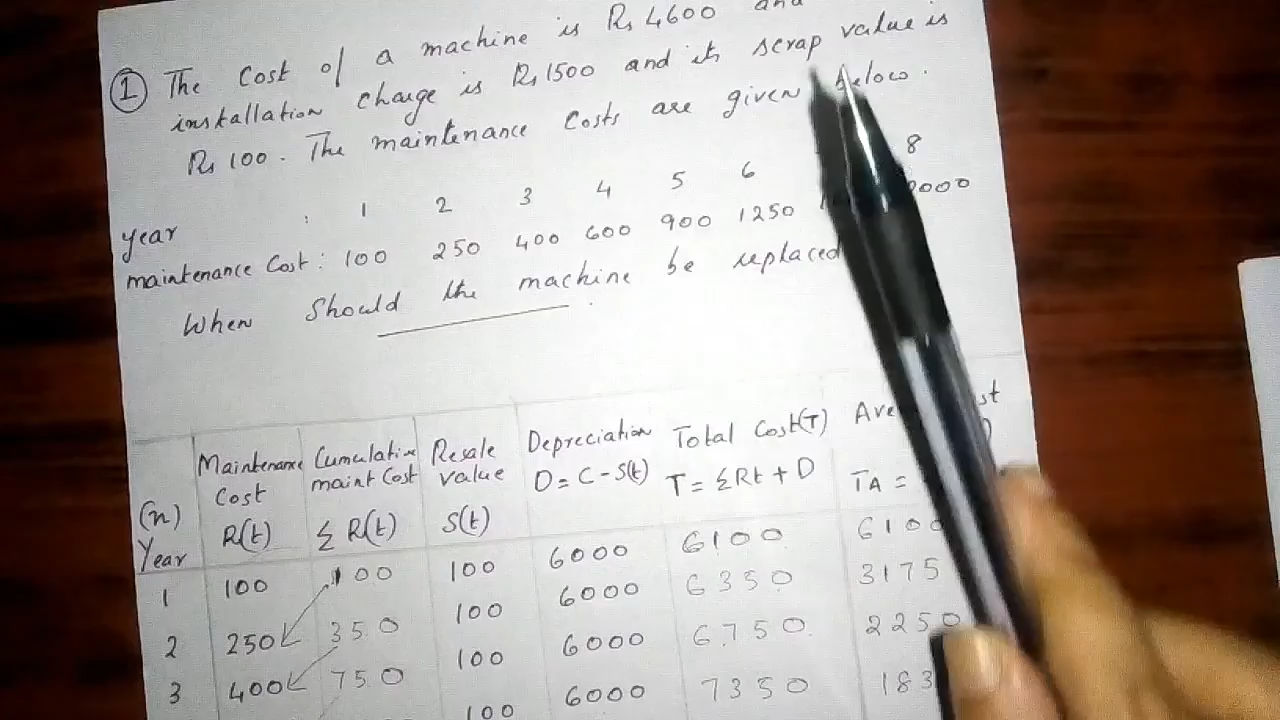 ① The Cost of a machine is Rs 4600 and
installation charge is Rs 1500 and its scrap value is
Rs 100. The maintenance Costs are given below.
year : 1 2 3 4 5 6 8
maintenance Cost : 100 250 400 600 900 1250
When Should the machine be replaced
(n) Year Maintenance Cost R(t) Cumulative maint Cost Σ R(t) Resale value S(t) Depreciation D = C - S(t) Total Cost(T) T = ΣRt + D TA =
1 100 100 100 6000 6100 6100
2 250 350 100 6000 6350 3175
3 400 750 100 6000 6750 2250
100 6000 7350